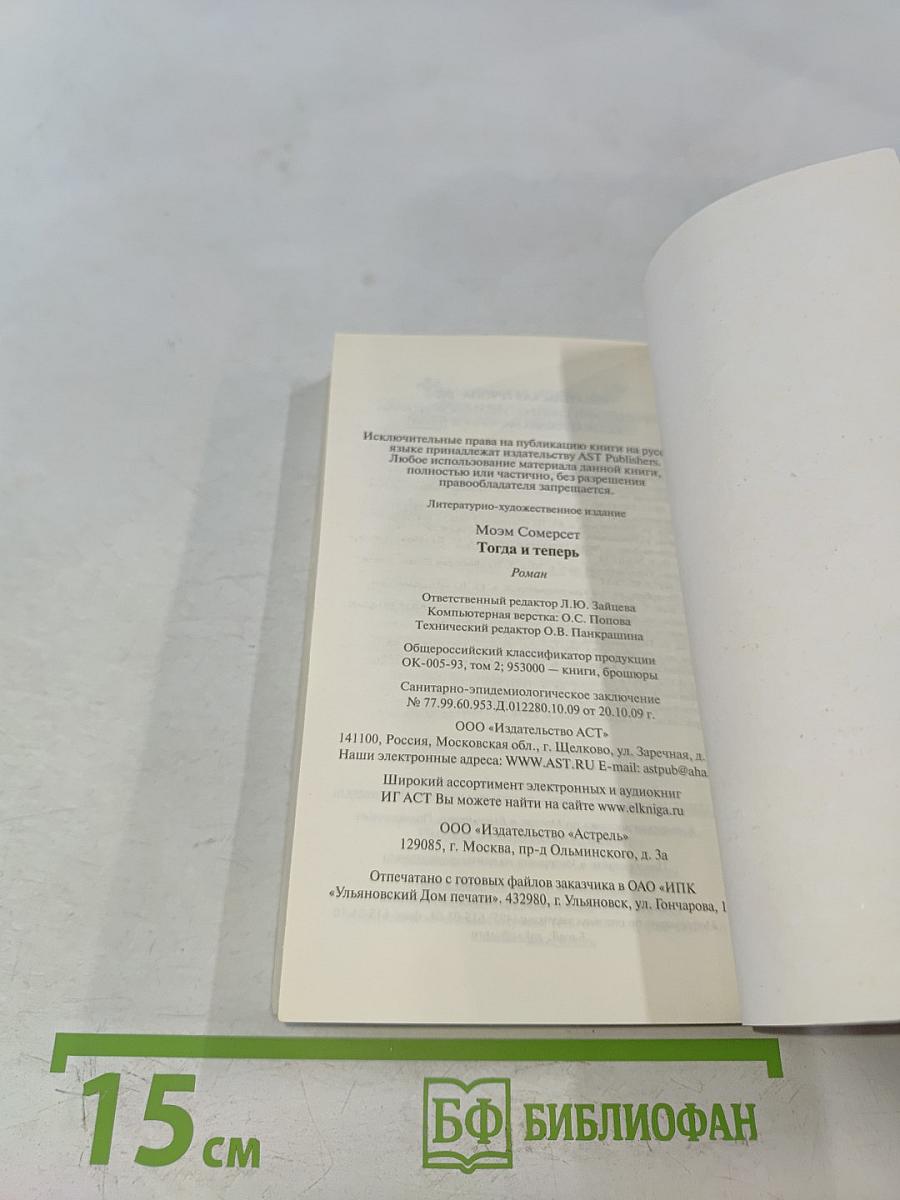 Исключительные права на публикацию книги на
языке принадлежат издательству AST Publishers.
Любое использование материала данной книги,
полностью или частично, без разрешения
правообладателя запрещается.
Литературно-художественное издание
Моэм Сомерсет
Тогда и теперь
Роман
Ответственный редактор Л.Ю. Зайцева
Компьютерная верстка: О.С. Попова
Технический редактор О.В. Панкрашина
Общероссийский классификатор продукции
ОК-005-93, том 2; 953000 — книги, брошюры
Санитарно-эпидемиологическое заключение
№ 77.99.60.953.Д.012280.10.09 от 20.10.09 г.
ООО «Издательство АСТ»
141100, Россия, Московская обл., г. Щелково, ул. Заречная, д.
Наши электронные адреса: WWW.AST.RU E-mail: astpub@aha.
Широкий ассортимент электронных и аудиокниг
ИГ АСТ Вы можете найти на сайте www.elkniga.ru
ООО «Издательство «Астрель»
129085, г. Москва, пр-д Ольминского, д. 3а
Отпечатано с готовых файлов заказчика в ОАО «ИПК
«Ульяновский Дом печати». 432980, г. Ульяновск, ул. Гончарова, 1
15 см
БФ БИБЛИОФАН